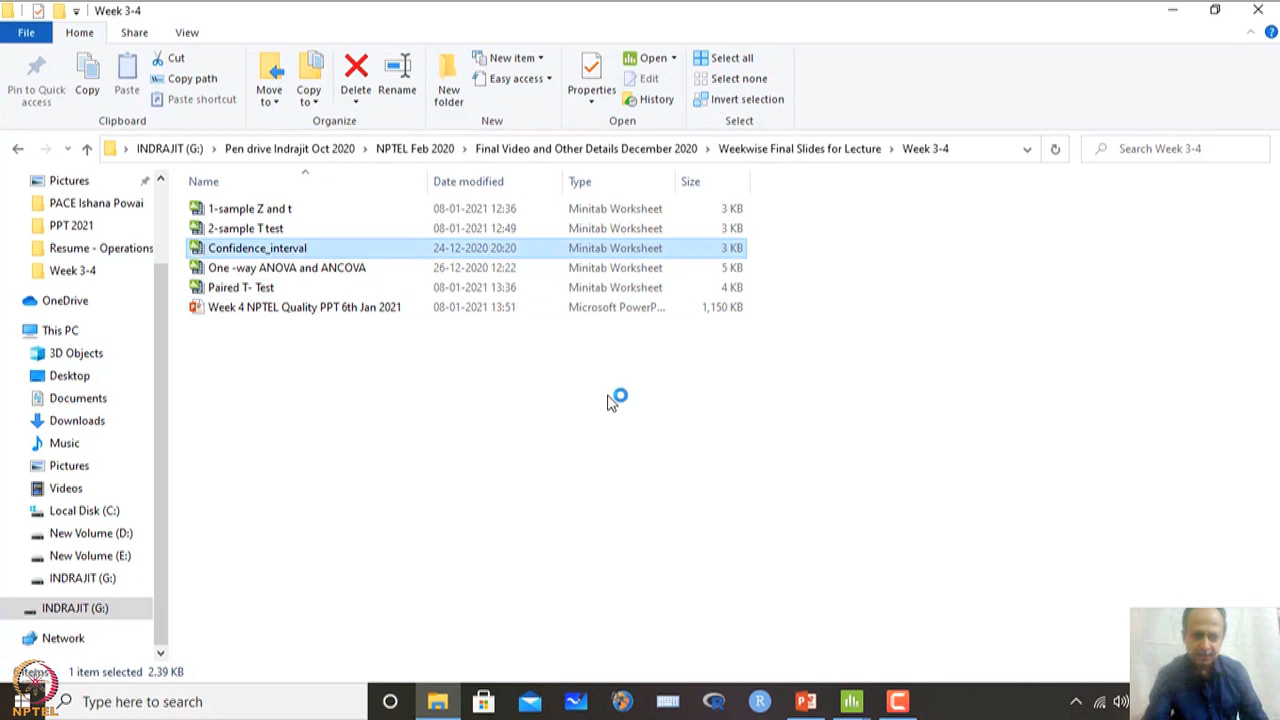 Week 3-4
File Home Share View
Pin to Quick access
Copy
Paste
Cut
Copy path
Paste shortcut
Clipboard
Move to
Copy to
Delete
Rename
Organize
New folder
New item
Easy access
New
Properties
Open
Edit
History
Open
Select all
Select none
Invert selection
Select
INDRAJIT (G:) Pen drive Indrajit Oct 2020 NPTEL Feb 2020 Final Video and Other Details December 2020 Weekwise Final Slides for Lecture Week 3-4
Search Week 3-4
Pictures
PACE Ishana Powai
PPT 2021
Resume - Operations
Week 3-4
OneDrive
This PC
3D Objects
Desktop
Documents
Downloads
Music
Pictures
Videos
Local Disk (C:)
New Volume (D:)
New Volume (E:)
INDRAJIT (G:)
INDRAJIT (G:)
Network
Name Date modified Type Size
1-sample Z and t 08-01-2021 12:36 Minitab Worksheet 3 KB
2-sample T test 08-01-2021 12:49 Minitab Worksheet 3 KB
Confidence_interval 24-12-2020 20:20 Minitab Worksheet 3 KB
One -way ANOVA and ANCOVA 26-12-2020 12:22 Minitab Worksheet 5 KB
Paired T- Test 08-01-2021 13:36 Minitab Worksheet 4 KB
Week 4 NPTEL Quality PPT 6th Jan 2021 08-01-2021 13:51 Microsoft PowerP... 1,150 KB
items 1 item selected 2.39 KB
NPTEL
Type here to search